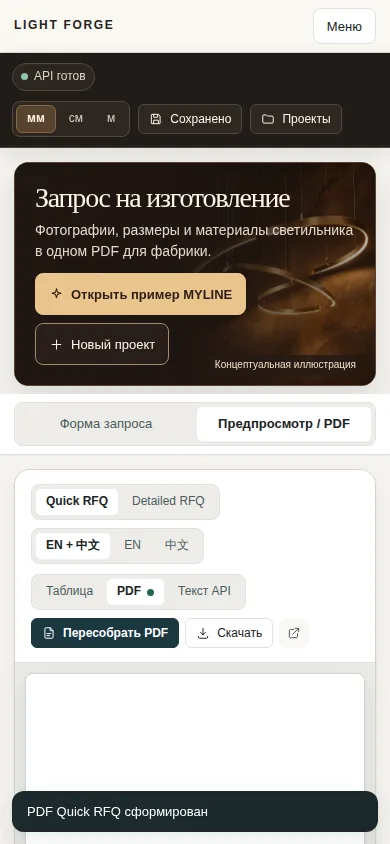 LIGHT FORGE
Меню
API готов
мм
см
м
Сохранено
Проекты
Запрос на изготовление
Фотографии, размеры и материалы светильника
в одном PDF для фабрики.
Открыть пример MYLINE
Новый проект
Концептуальная иллюстрация
Форма запроса
Предпросмотр / PDF
Quick RFQ
Detailed RFQ
EN + 中文
EN
中文
Таблица
PDF
Текст API
Пересобрать PDF
Скачать
PDF Quick RFQ сформирован